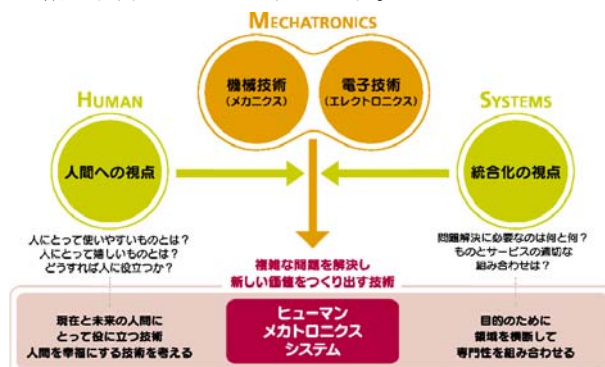 MECHATRONICS
機械技術
(メカニクス)
電子技術
(エレクトロニクス)
HUMAN
人間への視点
SYSTEMS
統合化の視点
人にとって使いやすいものとは?
人にとって嬉しいものとは?
どうすれば人に役立つか?
問題解決に必要なのは何と何?
ものとサービスの適切な
組み合わせは?
複雑な問題を解決し
新しい価値をつくり出す技術
現在と未来の人間に
とって役に立つ技術
人間を幸福にする技術を考える
ヒューマン
メカトロニクス
システム
目的のために
領域を横断して
専門性を組み合わせる